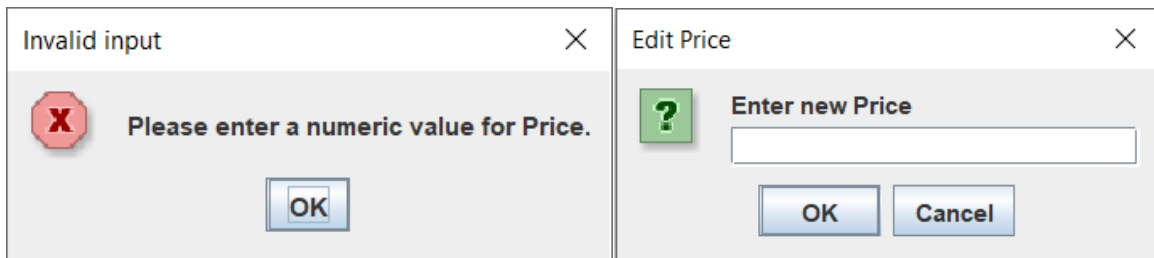 Invalid input
Please enter a numeric value for Price.
OK
Edit Price
Enter new Price
OK Cancel